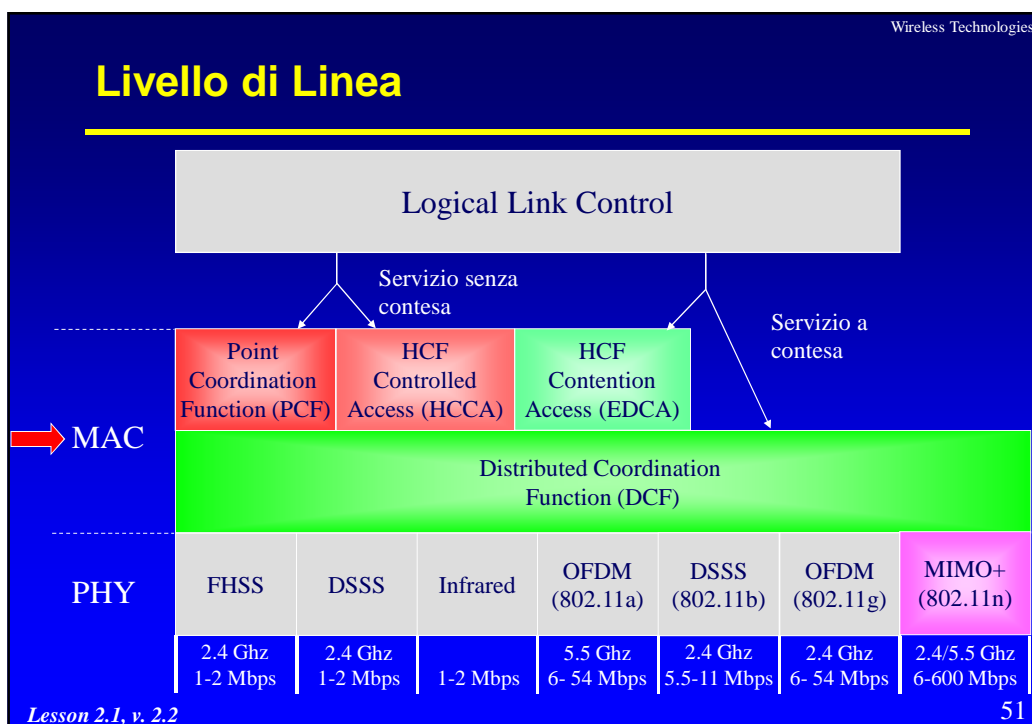 Wireless Technologies
Livello di Linea
Logical Link Control
Servizio senza
contesa
Servizio a
contesa
Point
Coordination
Function (PCF)
HCF
Controlled
Access (HCCA)
HCF
Contention
Access (EDCA)
MAC
Distributed Coordination
Function (DCF)
PHY
FHSS
DSSS
Infrared
OFDM
(802.11a)
DSSS
(802.11b)
OFDM
(802.11g)
MIMO+
(802.11n)
2.4 Ghz
1-2 Mbps
2.4 Ghz
1-2 Mbps
1-2 Mbps
5.5 Ghz
6- 54 Mbps
2.4 Ghz
5.5-11 Mbps
2.4 Ghz
6- 54 Mbps
2.4/5.5 Ghz
6-600 Mbps
Lesson 2.1, v. 2.2
51